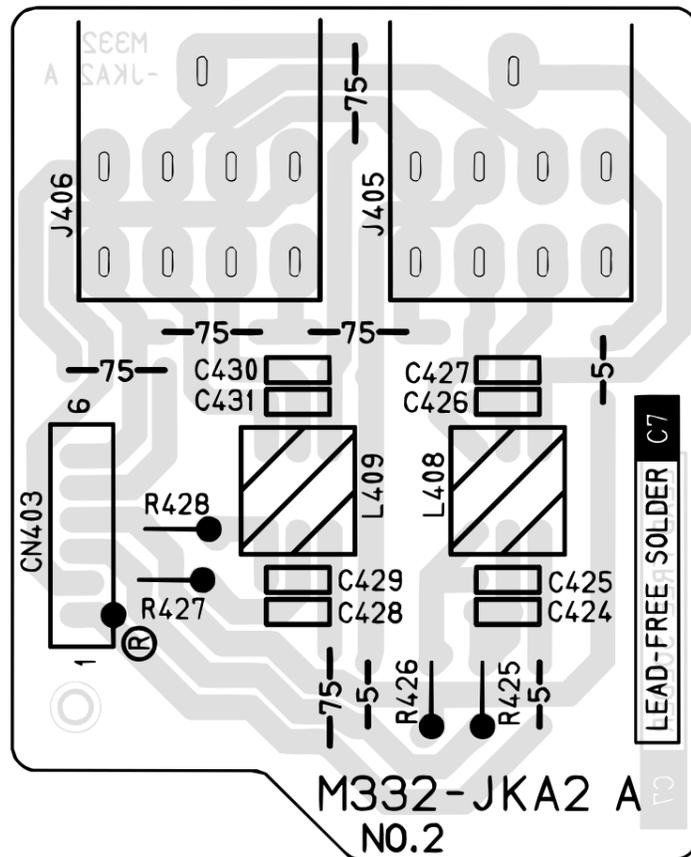 M332
-JKA2 A
75
J406
J405
75
75
75
C430
C431
C427
C426
5
6
CN403
R428
R427
L409
L408
C7
LEAD-FREE SOLDER
C429
C428
C425
C424
1
R
75
5
R426
R425
5
C7
M332-JKA2 A
NO.2